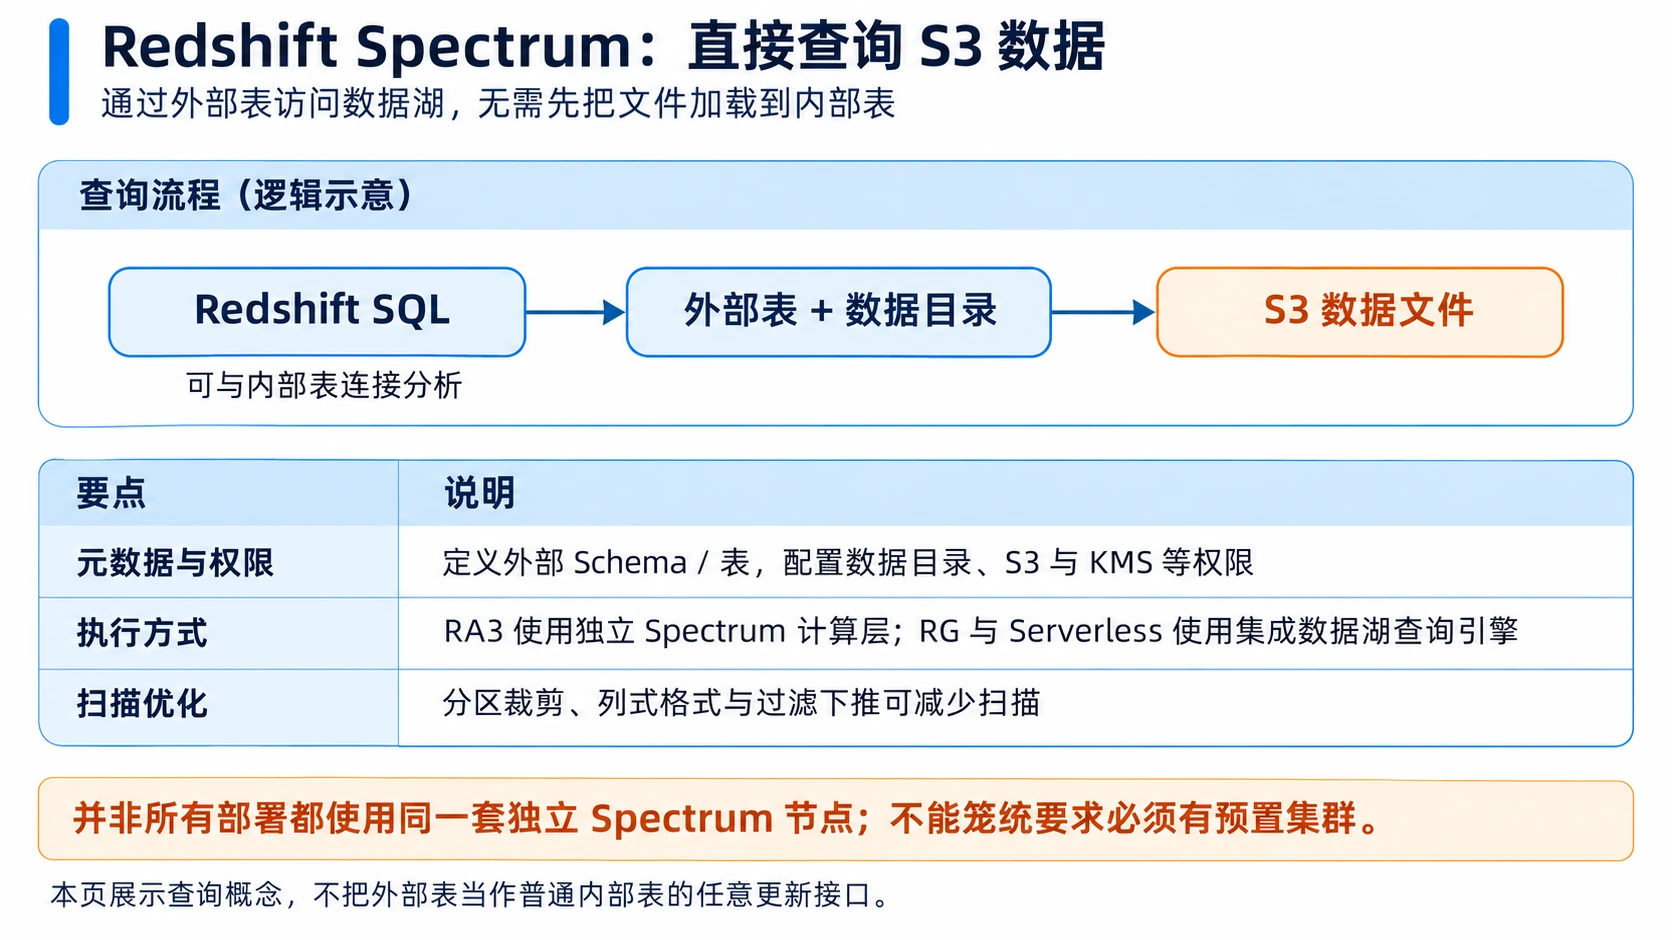 Redshift Spectrum：直接查询 S3 数据
通过外部表访问数据湖，无需先把文件加载到内部表
查询流程（逻辑示意）
Redshift SQL
外部表 + 数据目录
S3 数据文件
可与内部表连接分析
要点
说明
元数据与权限
定义外部 Schema / 表，配置数据目录、S3 与 KMS 等权限
执行方式
RA3 使用独立 Spectrum 计算层；RG 与 Serverless 使用集成数据湖查询引擎
扫描优化
分区裁剪、列式格式与过滤下推可减少扫描
并非所有部署都使用同一套独立 Spectrum 节点；不能笼统要求必须有预置集群。
本页展示查询概念，不把外部表当作普通内部表的任意更新接口。